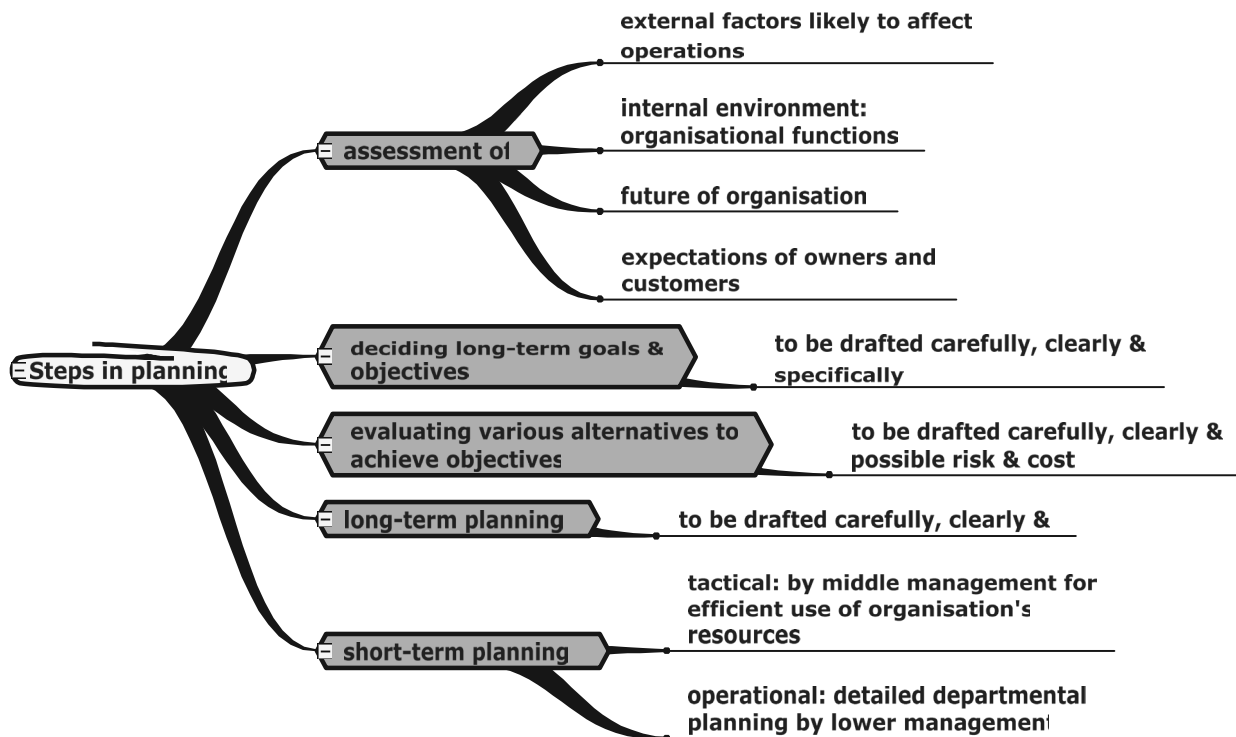 external factors likely to affect
operations
internal environment:
organisational functions
assessment of
future of organisation
expectations of owners and
customers
Steps in planning
deciding long-term goals &
objectives
to be drafted carefully, clearly &
specifically
evaluating various alternatives to
achieve objectives
to be drafted carefully, clearly &
possible risk & cost
long-term planning
to be drafted carefully, clearly &
short-term planning
tactical: by middle management for
efficient use of organisation's
resources
operational: detailed departmental
planning by lower management